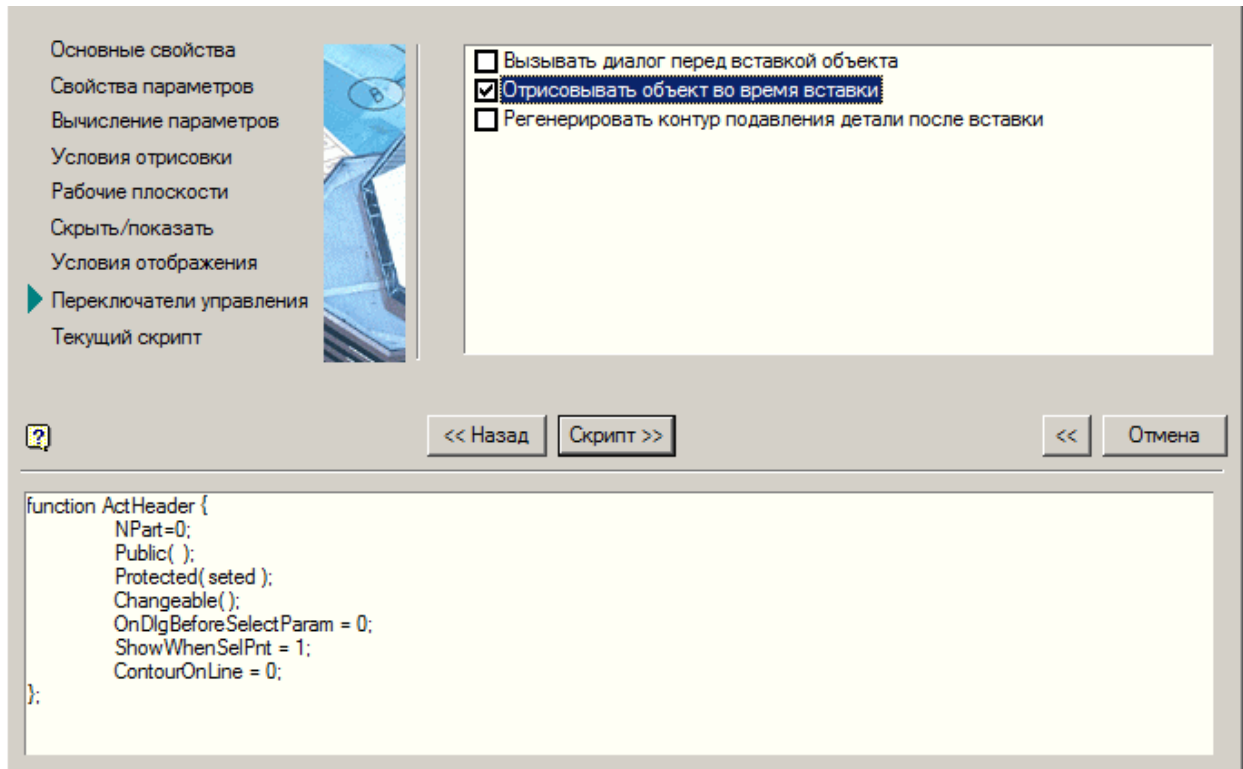 Основные свойства
Свойства параметров
Вычисление параметров
Условия отрисовки
Рабочие плоскости
Скрыть/показать
Условия отображения
Переключатели управления
Текущий скрипт
B
Вызывать диалог перед вставкой объекта
Отрисовывать объект во время вставки
Регенерировать контур подавления детали после вставки
?
<< Назад
Скрипт >>
<<
Отмена
function ActHeader {
NPart=0;
Public( );
Protected( seted );
Changeable( );
OnDlgBeforeSelectParam = 0;
ShowWhenSelPnt = 1;
ContourOnLine = 0;
};